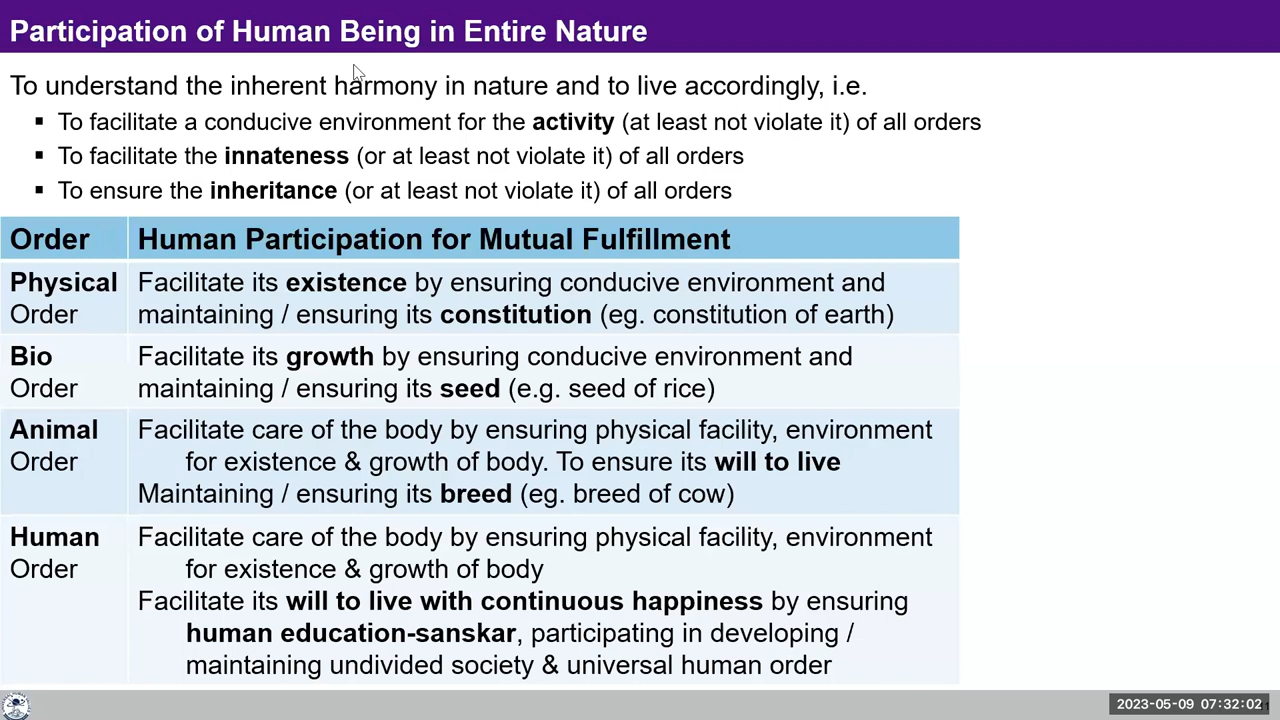 Participation of Human Being in Entire Nature
To understand the inherent harmony in nature and to live accordingly, i.e.
▪ To facilitate a conducive environment for the activity (at least not violate it) of all orders
▪ To facilitate the innateness (or at least not violate it) of all orders
▪ To ensure the inheritance (or at least not violate it) of all orders
Order Human Participation for Mutual Fulfillment
Physical Facilitate its existence by ensuring conducive environment and
Order maintaining / ensuring its constitution (eg. constitution of earth)
Bio Facilitate its growth by ensuring conducive environment and
Order maintaining / ensuring its seed (e.g. seed of rice)
Animal Facilitate care of the body by ensuring physical facility, environment
Order for existence & growth of body. To ensure its will to live
Maintaining / ensuring its breed (eg. breed of cow)
Human Facilitate care of the body by ensuring physical facility, environment
Order for existence & growth of body
Facilitate its will to live with continuous happiness by ensuring
human education-sanskar, participating in developing /
maintaining undivided society & universal human order
2023-05-09 07:32:02